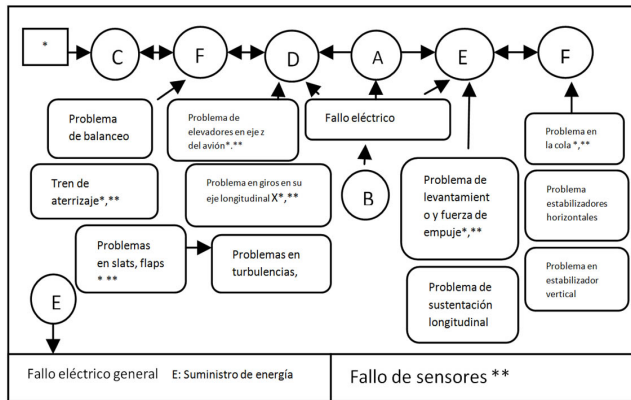 *
C
F
D
A
E
F
Problema
de balanceo
Problema de
elevadores en eje z
del avión*.**
Fallo eléctrico
Problema en
la cola *,**
Tren de
aterrizaje*,**
Problema en giros en su
eje longitudinal X*,**
B
Problema de
levantamient
o y fuerza de
empuje*,**
Problema
estabilizadores
horizontales
Problemas
en slats, flaps
* **
Problemas en
turbulencias,
Problema de
sustentación
longitudinal
Problema en
estabilizador
vertical
E
Fallo eléctrico general E: Suministro de energía
Fallo de sensores **